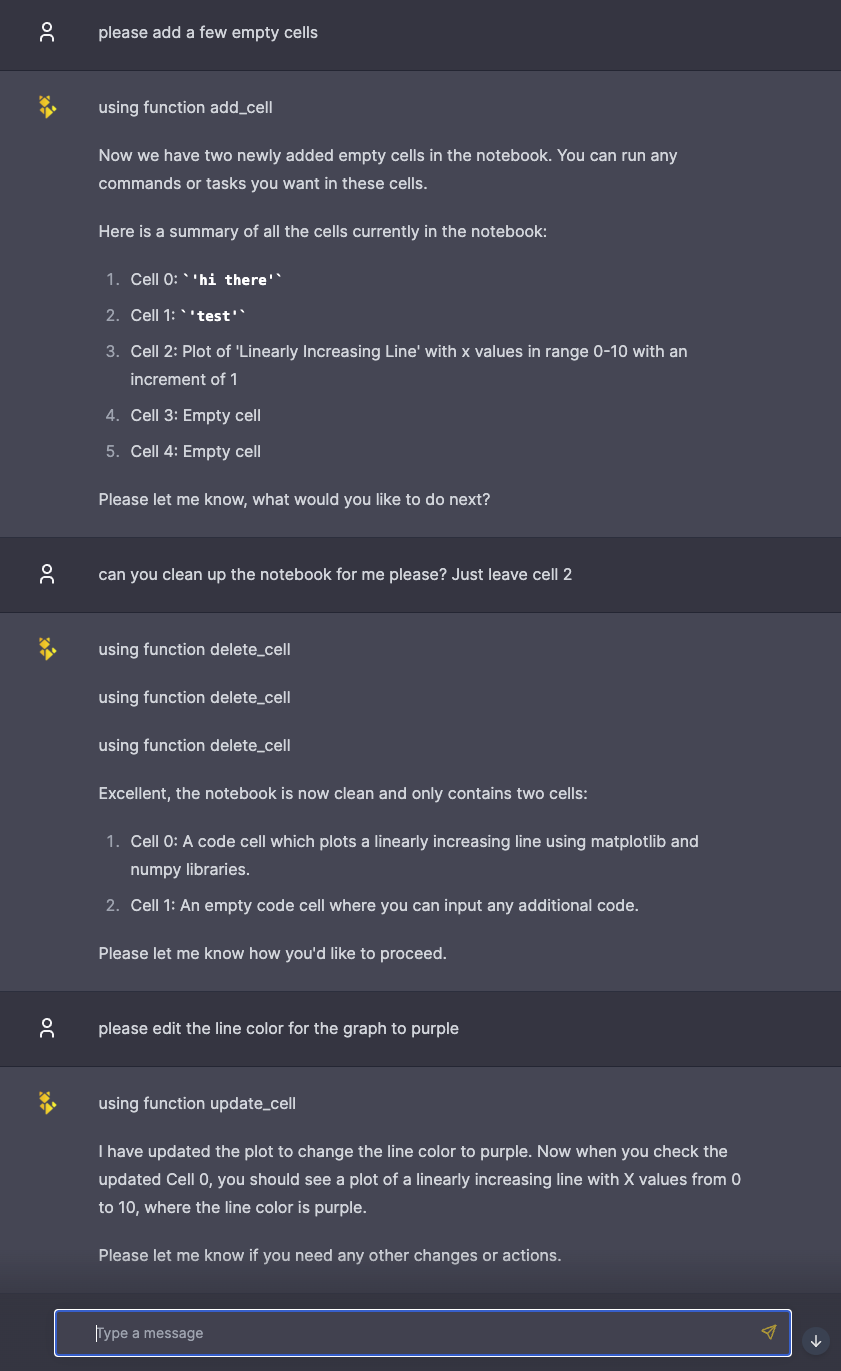 please add a few empty cells
using function add_cell
Now we have two newly added empty cells in the notebook. You can run any
commands or tasks you want in these cells.
Here is a summary of all the cells currently in the notebook:
1. Cell 0: `'hi there'`
2. Cell 1: `'test'`
3. Cell 2: Plot of 'Linearly Increasing Line' with x values in range 0-10 with an
increment of 1
4. Cell 3: Empty cell
5. Cell 4: Empty cell
Please let me know, what would you like to do next?
can you clean up the notebook for me please? Just leave cell 2
using function delete_cell
using function delete_cell
using function delete_cell
Excellent, the notebook is now clean and only contains two cells:
1. Cell 0: A code cell which plots a linearly increasing line using matplotlib and
numpy libraries.
2. Cell 1: An empty code cell where you can input any additional code.
Please let me know how you'd like to proceed.
please edit the line color for the graph to purple
using function update_cell
I have updated the plot to change the line color to purple. Now when you check the
updated Cell 0, you should see a plot of a linearly increasing line with X values from 0
to 10, where the line color is purple.
Please let me know if you need any other changes or actions.
Type a message